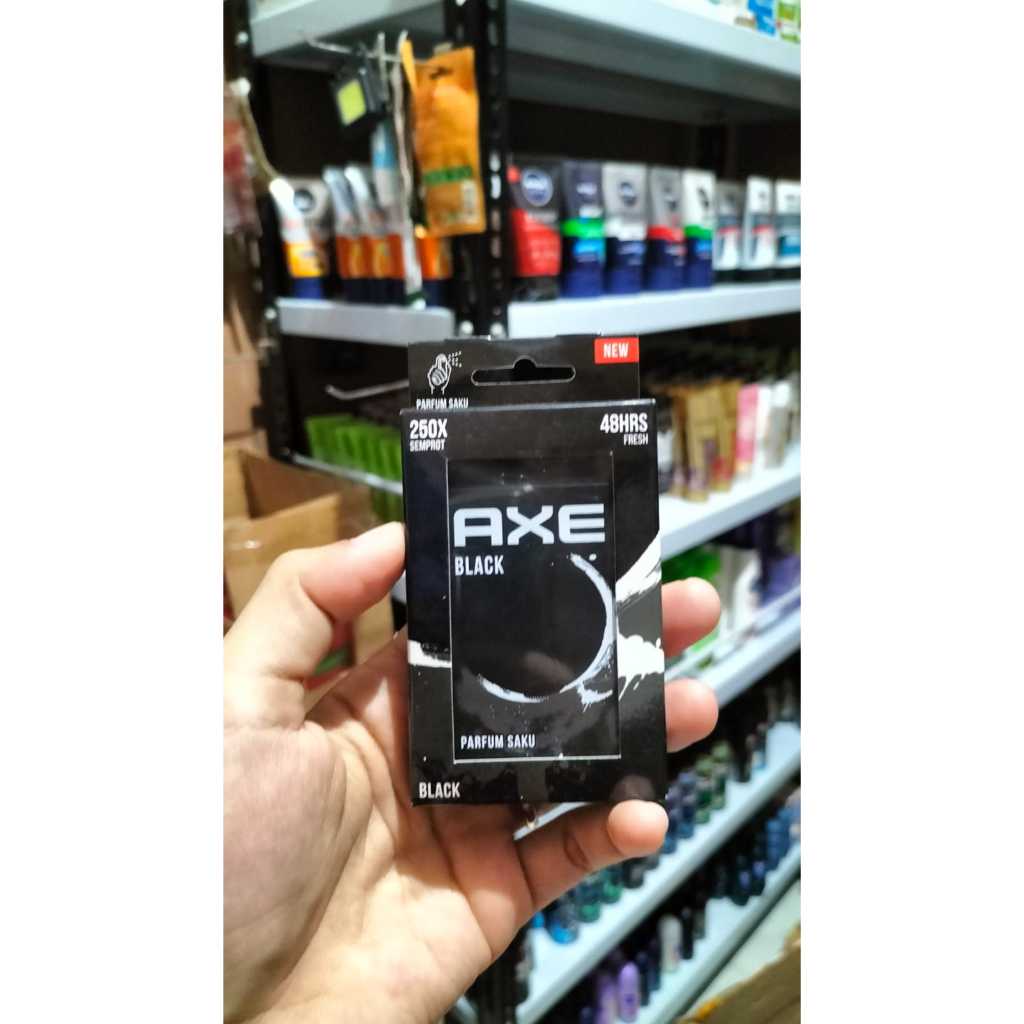 NEW
PARFUM SAKU
250X
SEMPROT
48HRS
FRESH
AXE
BLACK
PARFUM SAKU
BLACK